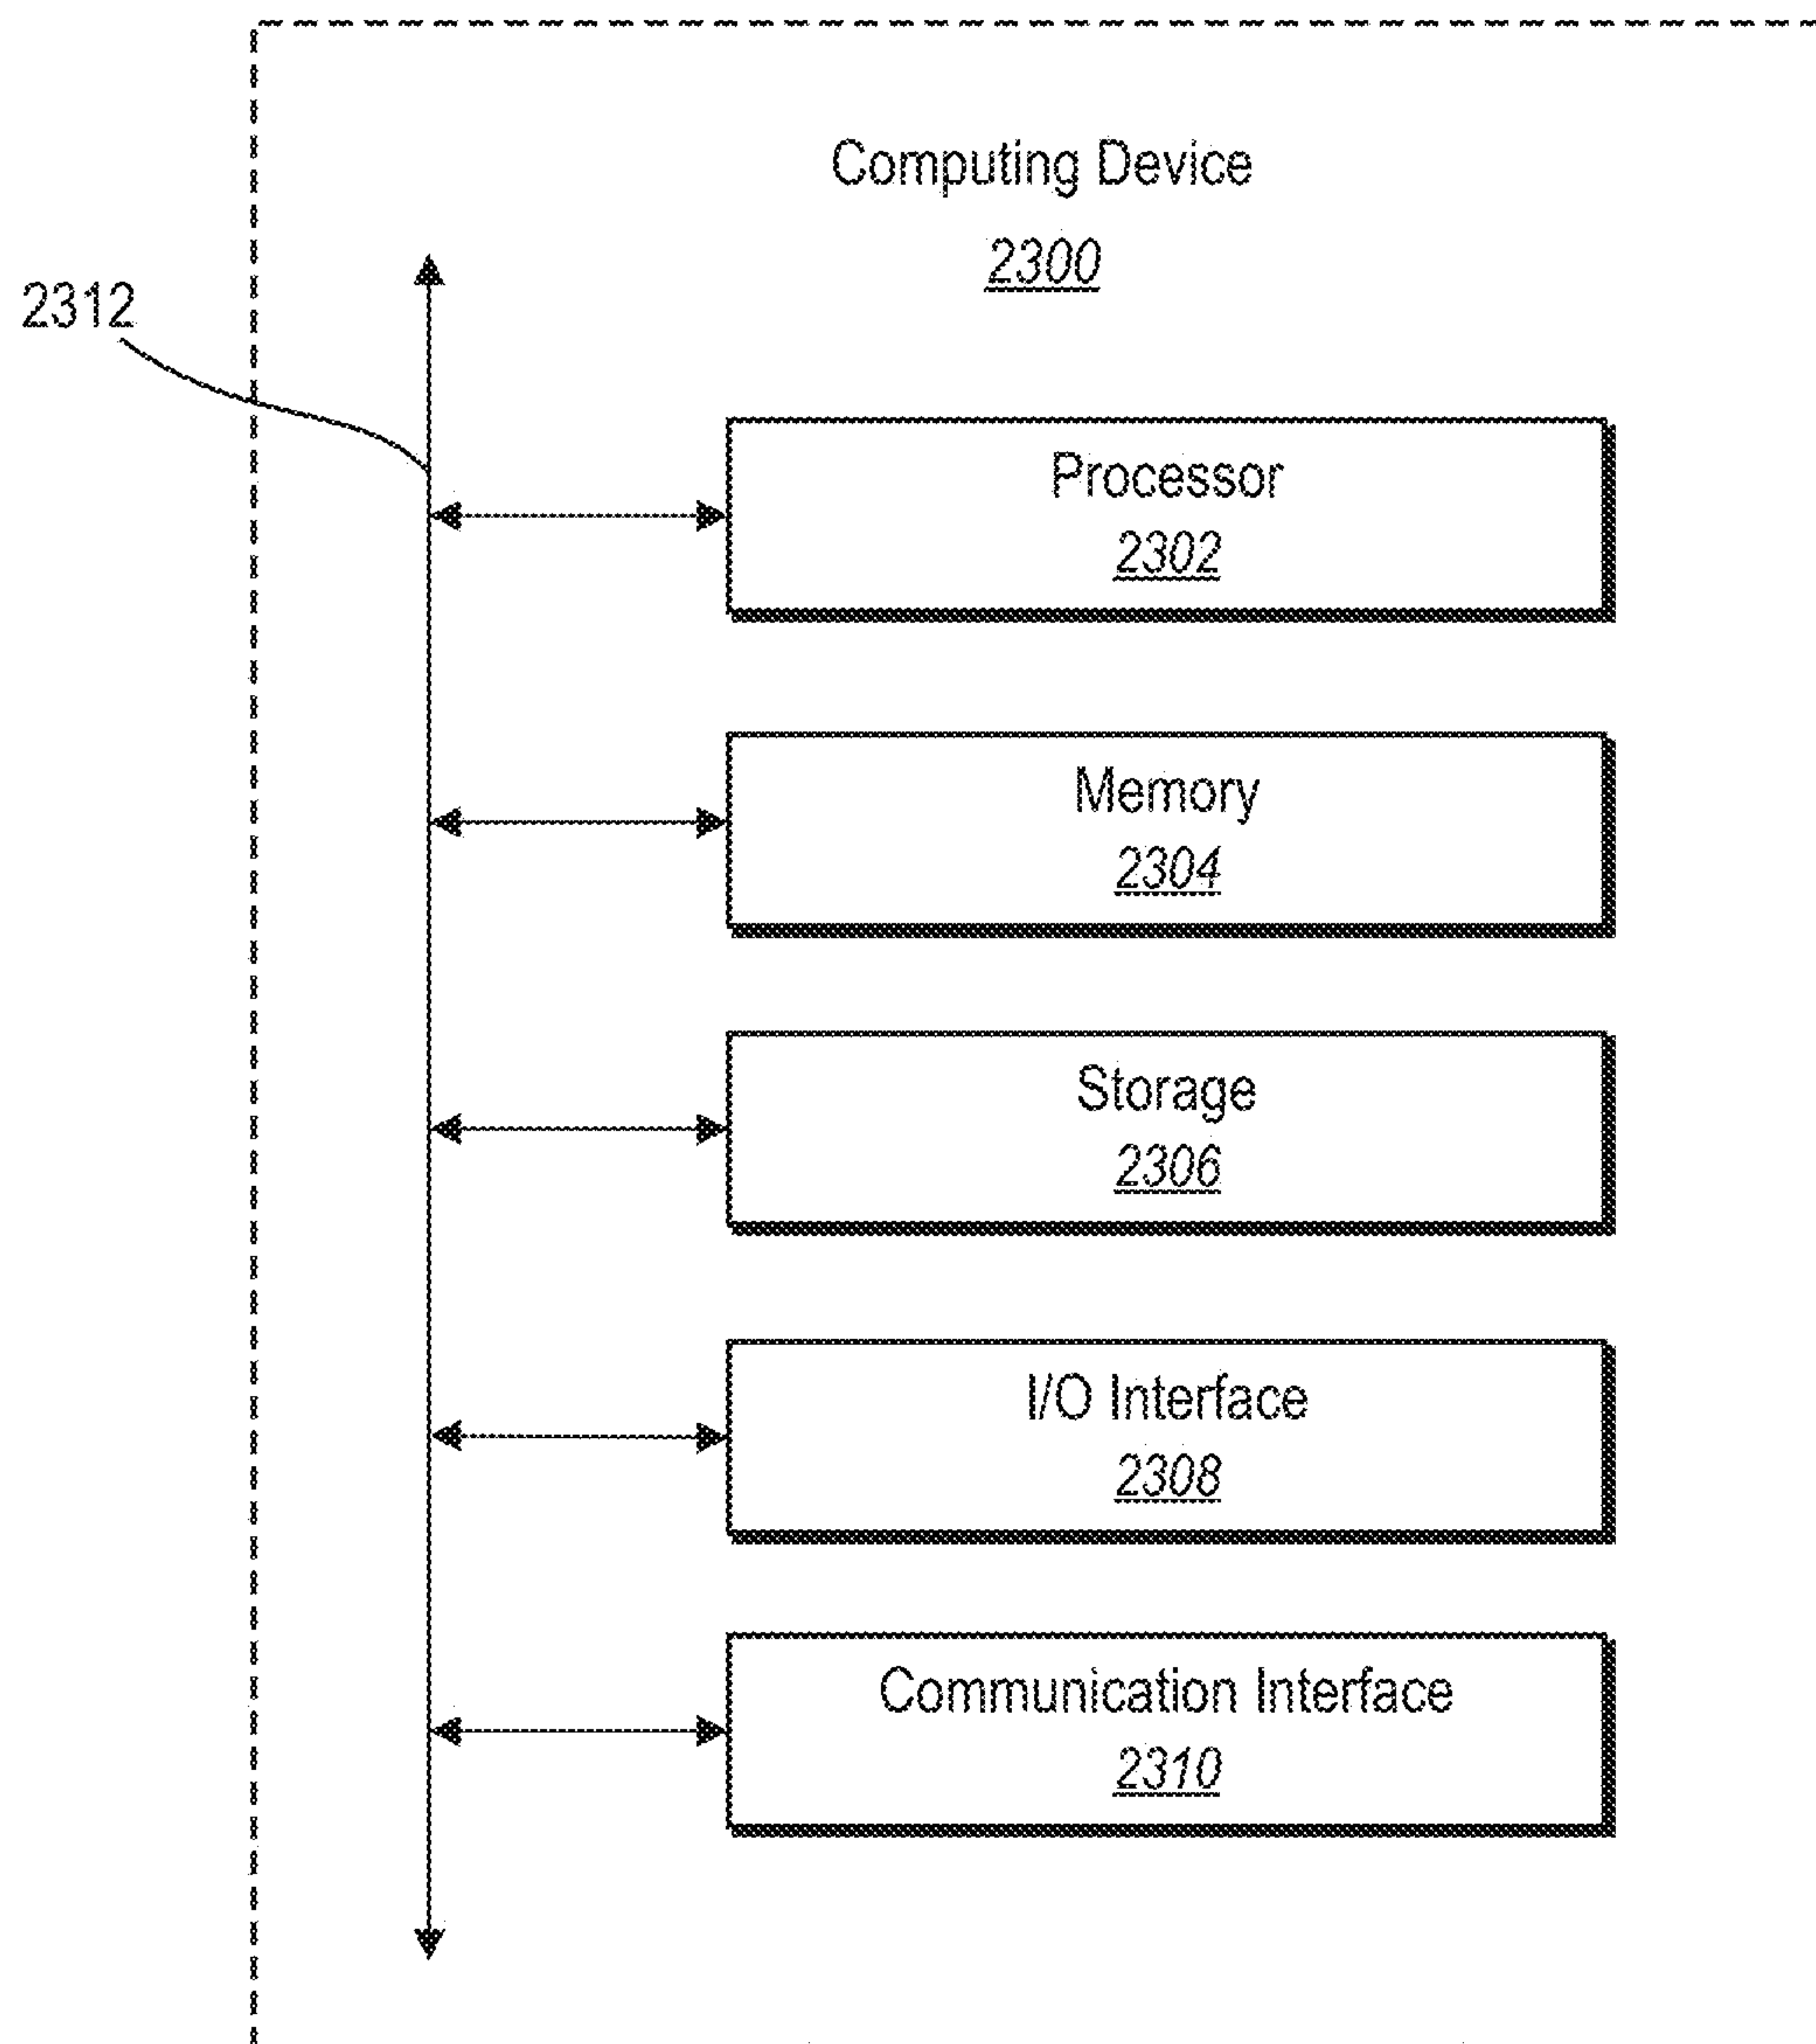 Computing Device
2300
2312
Processor
2302
Memory
2304
Storage
2306
I/O Interface
2308
Communication Interface
2310